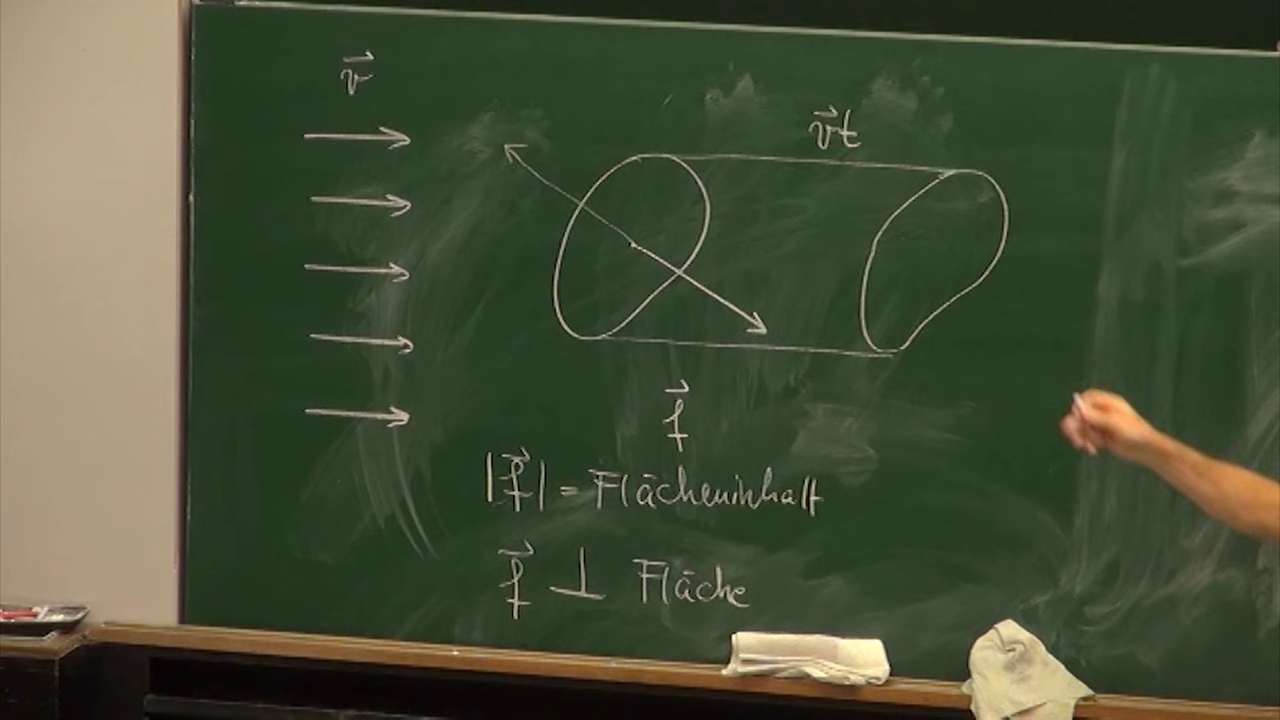 v⃗
v⃗t
f⃗
|f⃗| = Flächeninhalt
f⃗ ⊥ Fläche